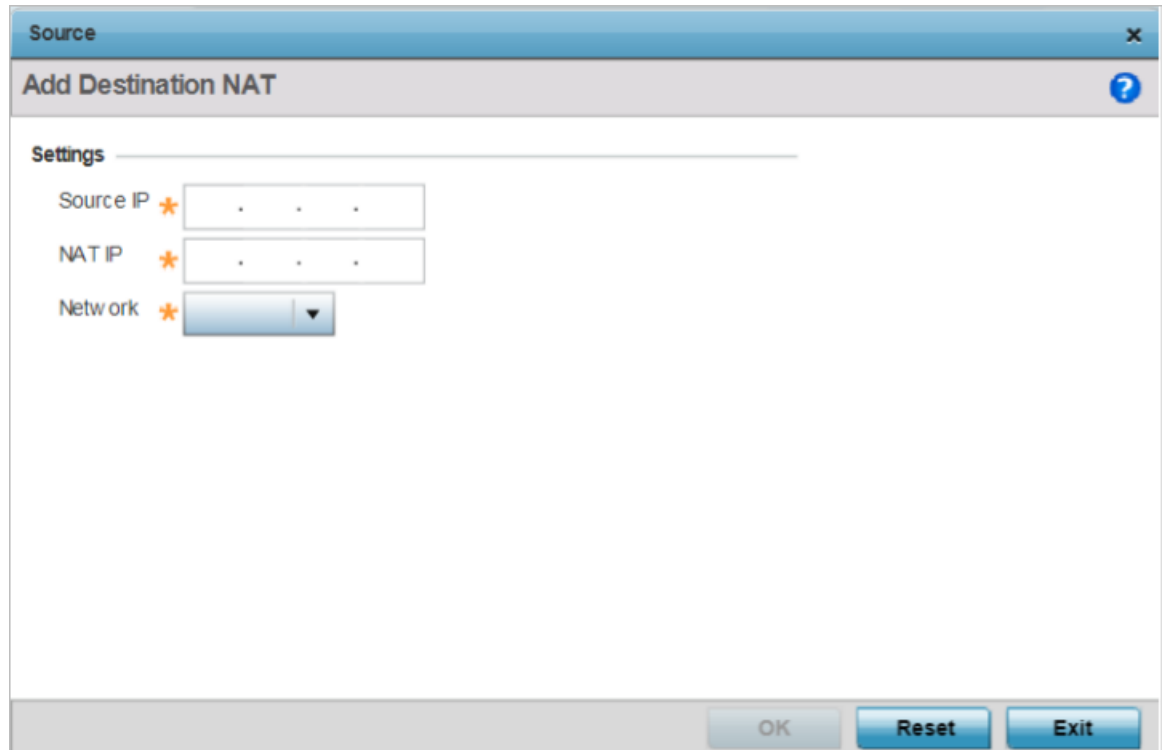 Source
Add Destination NAT
?
Settings
Source IP *
. . .
NAT IP *
. . .
Network *
OK Reset Exit